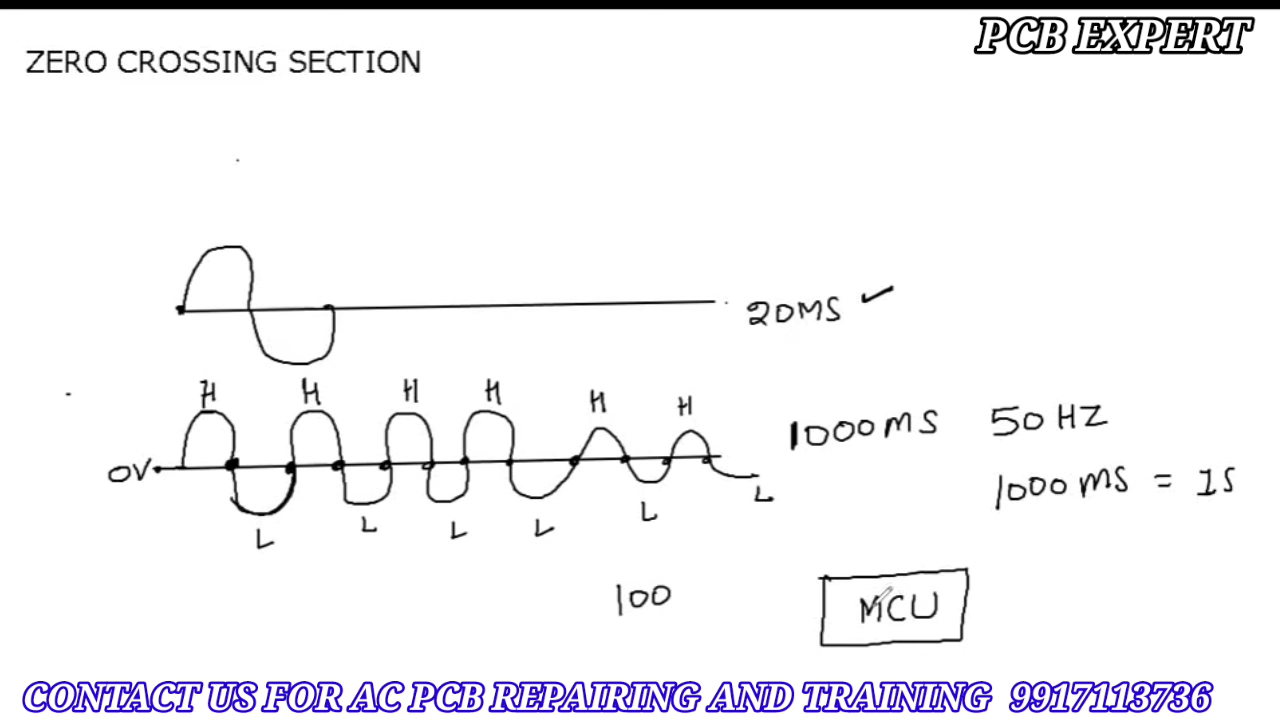 PCB EXPERT
ZERO CROSSING SECTION
20MS
H H H H H H
1000MS 50HZ
0V
1000MS = 1S
L L L L L L
100
MCU
CONTACT US FOR AC PCB REPAIRING AND TRAINING 9917113736